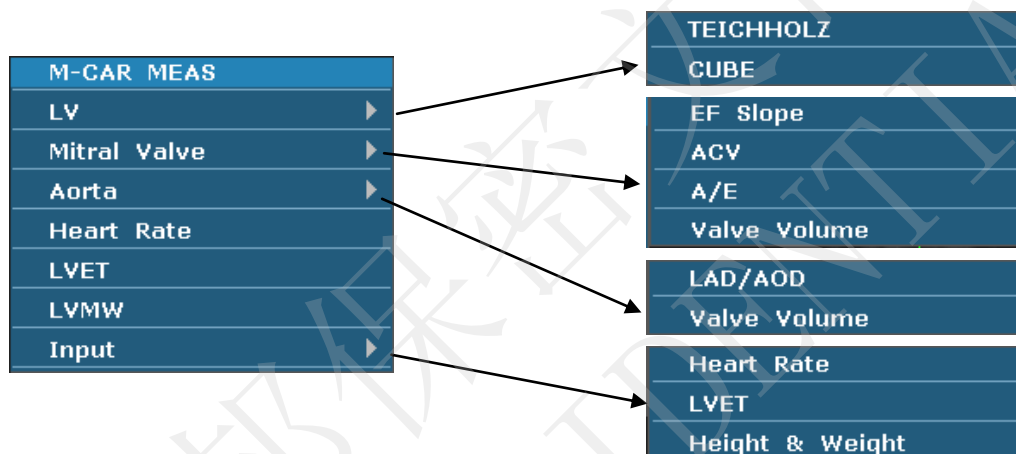 M-CAR MEAS
LV
Mitral Valve
Aorta
Heart Rate
LVET
LVMW
Input
TEICHHOLZ
CUBE
EF Slope
ACV
A/E
Valve Volume
LAD/AOD
Valve Volume
Heart Rate
LVET
Height & Weight